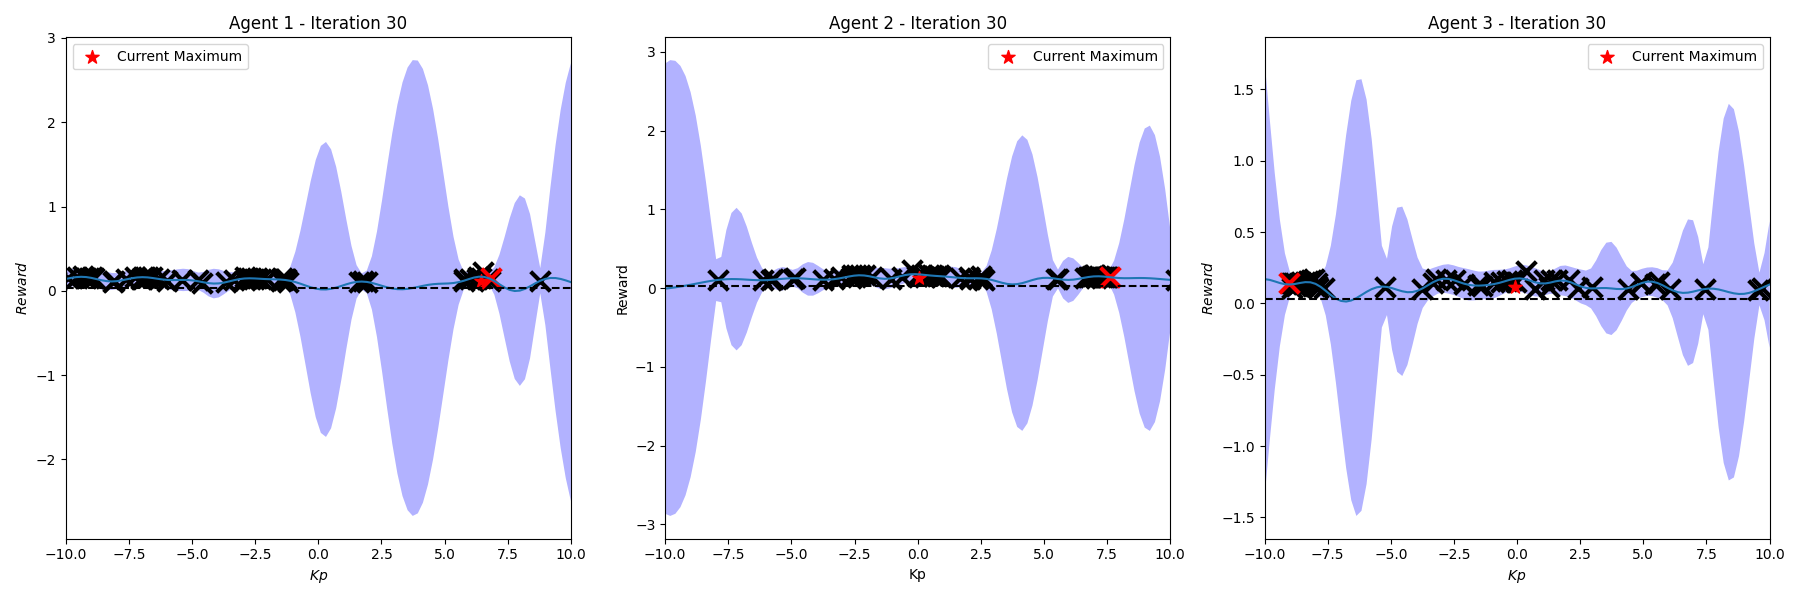 Agent 1 - Iteration 30
Current Maximum
Reward
3
2
1
0
−1
−2
−10.0 −7.5 −5.0 −2.5 0.0 2.5 5.0 7.5 10.0
Kp
Agent 2 - Iteration 30
Current Maximum
Reward
3
2
1
0
−1
−2
−3
−10.0 −7.5 −5.0 −2.5 0.0 2.5 5.0 7.5 10.0
Kp
Agent 3 - Iteration 30
Current Maximum
Reward
1.5
1.0
0.5
0.0
−0.5
−1.0
−1.5
−10.0 −7.5 −5.0 −2.5 0.0 2.5 5.0 7.5 10.0
Kp